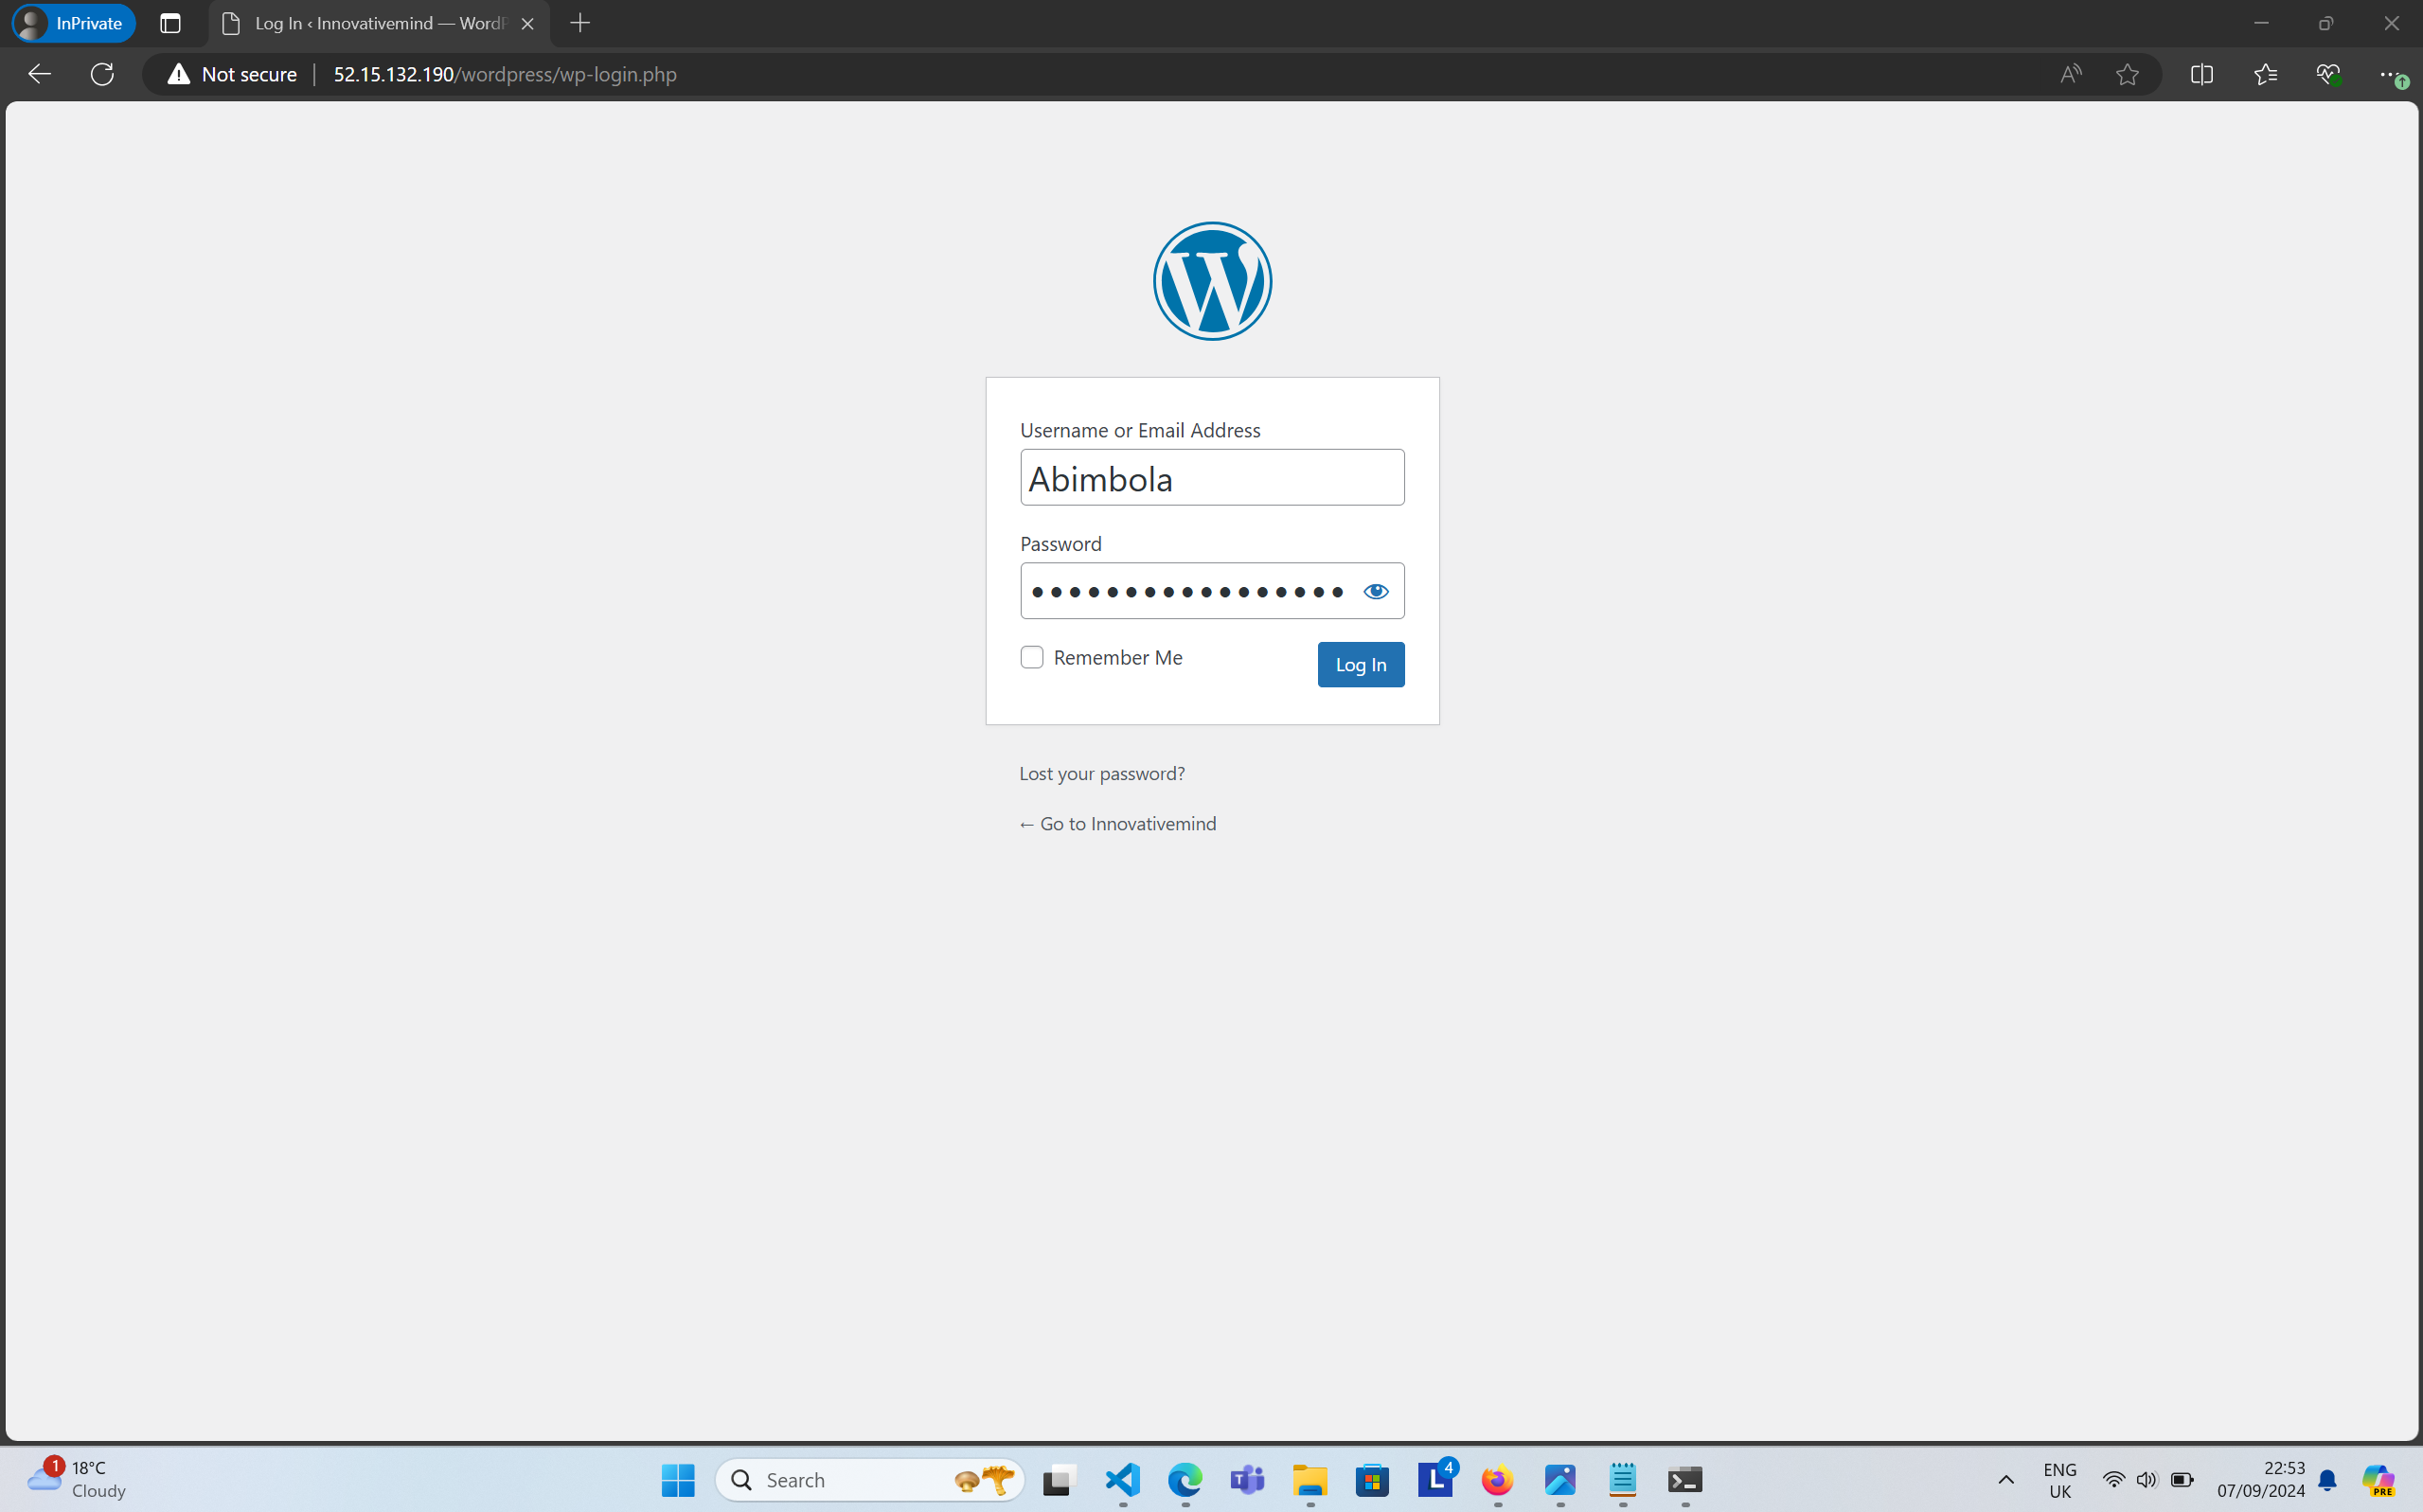 InPrivate
Log In ‹ Innovativemind — WordP
Not secure
52.15.132.190/wordpress/wp-login.php
Username or Email Address
Abimbola
Password
Remember Me
Log In
Lost your password?
← Go to Innovativemind
1
18°C
Cloudy
Search
4
ENG
UK
22:53
07/09/2024
PRE